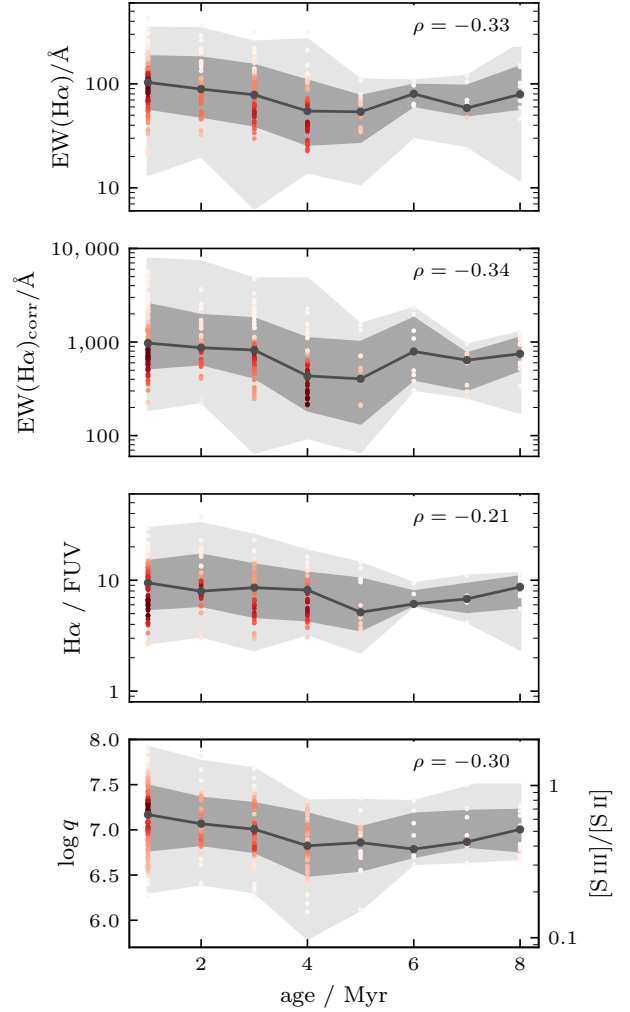 ρ = −0.33
100
10
EW(Hα)/Å
10,000
ρ = −0.34
1,000
100
EW(Hα)corr/Å
ρ = −0.21
10
1
Hα / FUV
8.0
ρ = −0.30
7.5
7.0
6.5
6.0
log q
1
0.1
[S III]/[S II]
2 4 6 8
age / Myr